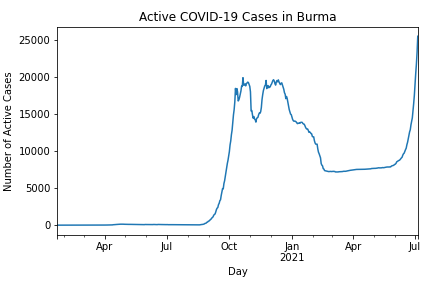 Active COVID-19 Cases in Burma
Number of Active Cases
25000
20000
15000
10000
5000
0
Apr
Jul
Oct
Jan
2021
Apr
Jul
Day